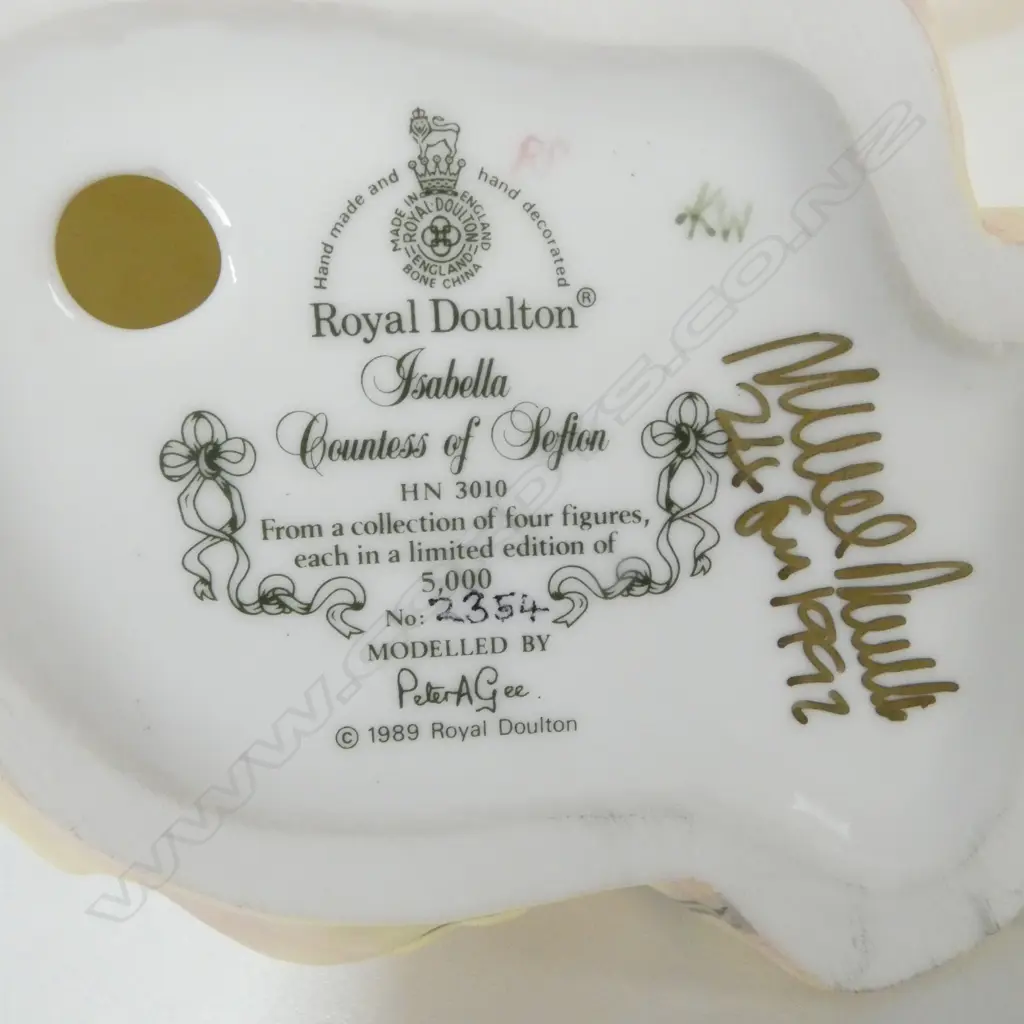 Hand made and hand decorated
MADE IN ENGLAND
ROYAL·DOULTON
ENGLAND
BONE CHINA
Royal Doulton®
Isabella
Countess of Sefton
HN 3010
From a collection of four figures,
each in a limited edition of
5,000
No: 2354
MODELLED BY
Peter A Gee.
© 1989 Royal Doulton
KW
1992